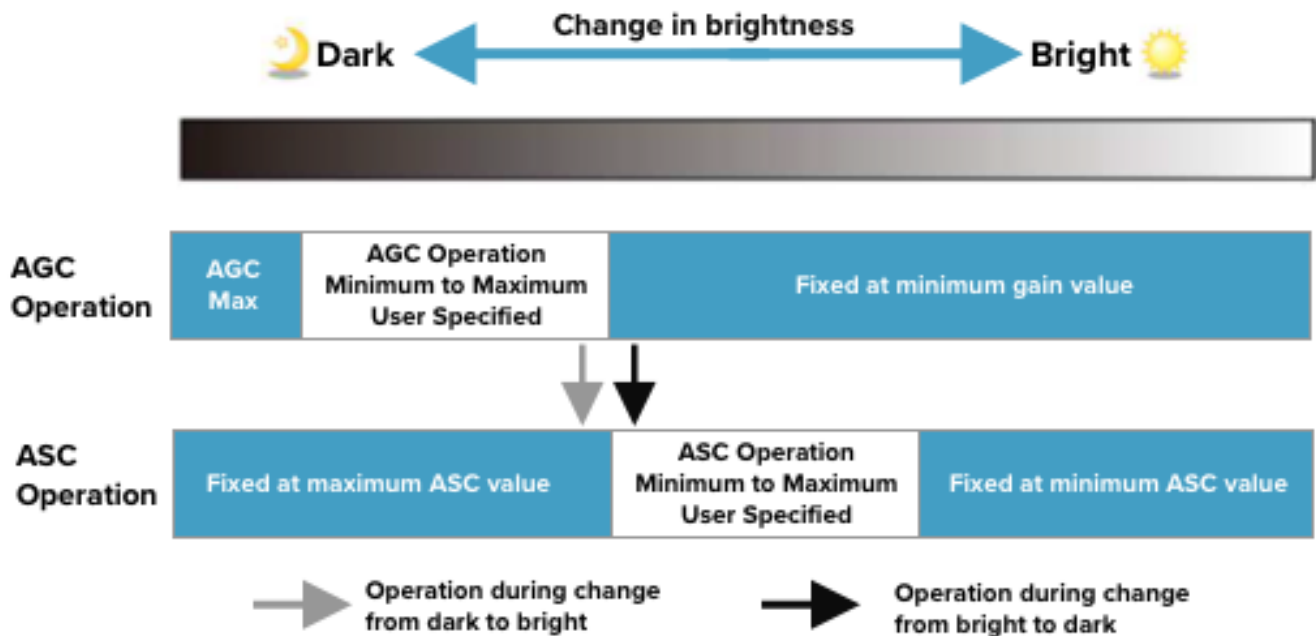 Change in brightness
Dark
Bright
AGC
Operation
AGC
Max
AGC Operation
Minimum to Maximum
User Specified
Fixed at minimum gain value
ASC
Operation
Fixed at maximum ASC value
ASC Operation
Minimum to Maximum
User Specified
Fixed at minimum ASC value
Operation during change
from dark to bright
Operation during change
from bright to dark